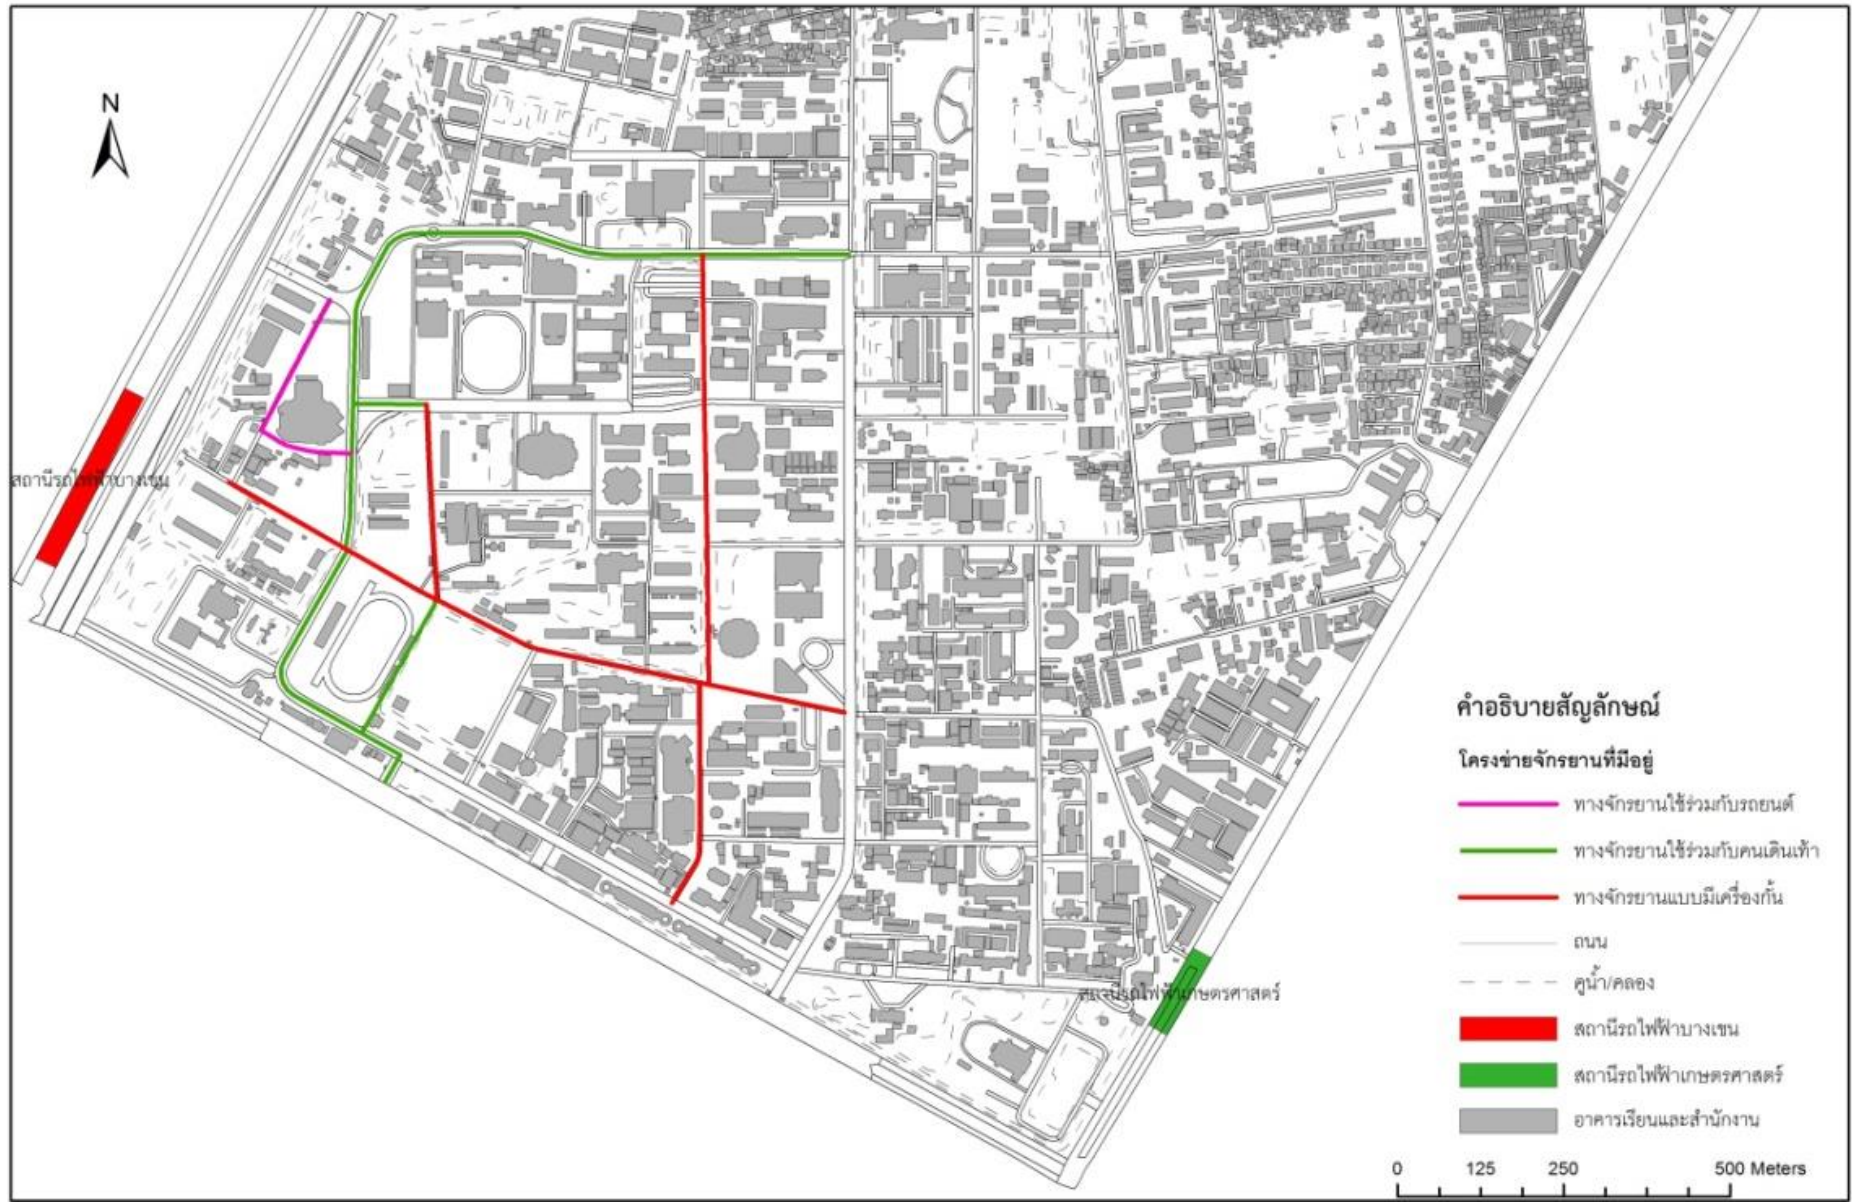 N
สถานีรถไฟฟ้าบางเขน
สถานีรถไฟฟ้าเกษตรศาสตร์
คำอธิบายสัญลักษณ์
โครงข่ายจักรยานที่มีอยู่
ทางจักรยานใช้ร่วมกับรถยนต์
ทางจักรยานใช้ร่วมกับคนเดินเท้า
ทางจักรยานแบบมีเครื่องกั้น
ถนน
คูน้ำ/คลอง
สถานีรถไฟฟ้าบางเขน
สถานีรถไฟฟ้าเกษตรศาสตร์
อาคารเรียนและสำนักงาน
0 125 250 500 Meters